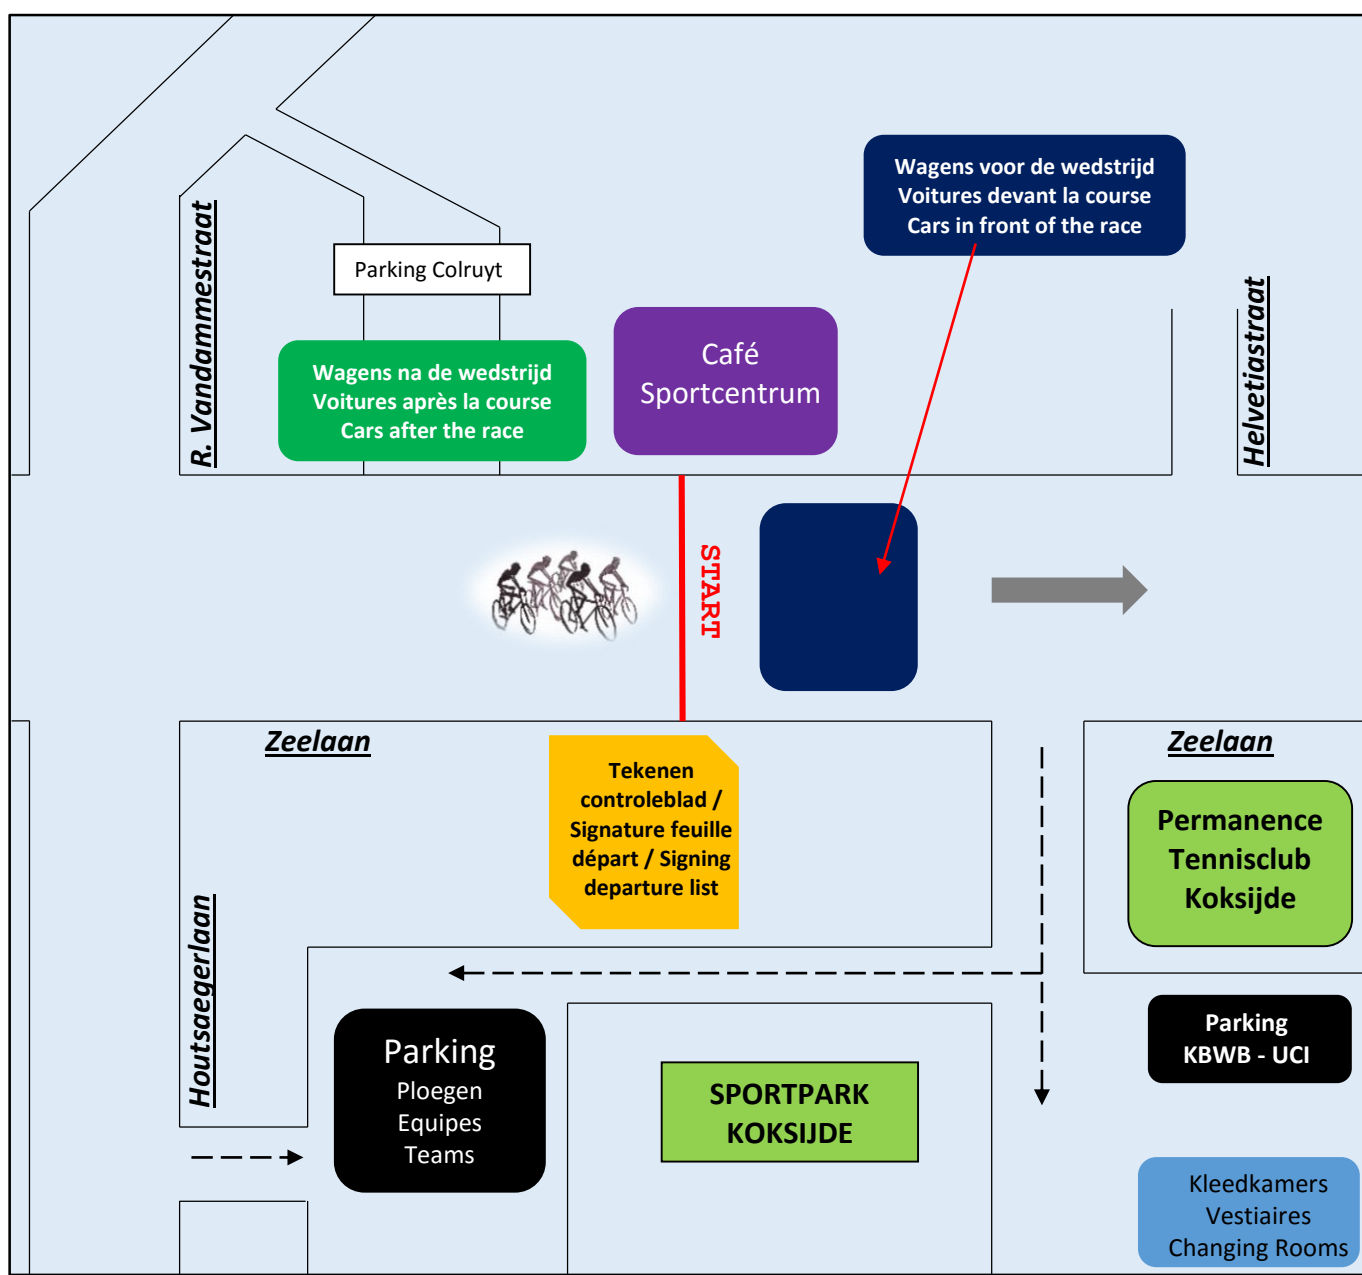 Wagens voor de wedstrijd
Voitures devant la course
Cars in front of the race
R. Vandammestraat
Parking Colruyt
Helvetiastraat
Wagens na de wedstrijd
Voitures après la course
Cars after the race
Café
Sportcentrum
START
Zeelaan
Zeelaan
Tekenen
controleblad /
Signature feuille
départ / Signing
departure list
Permanence
Tennisclub
Koksijde
Houtsaegerlaan
Parking
Ploegen
Equipes
Teams
SPORTPARK
KOKSIJDE
Parking
KBWB - UCI
Kleedkamers
Vestiaires
Changing Rooms